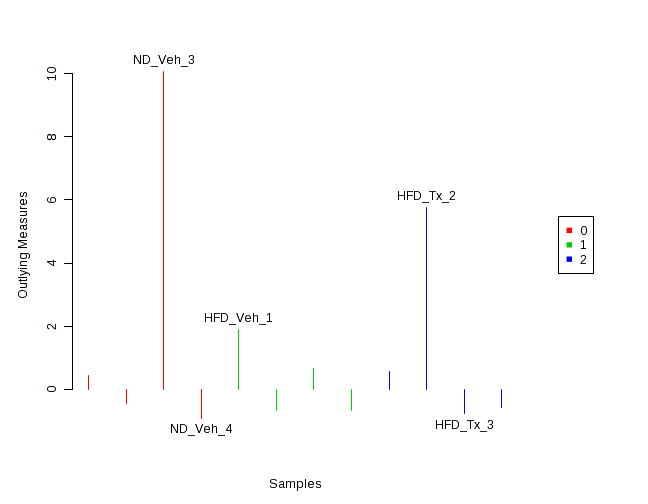 ND_Veh_3
10
8
HFD_Tx_2
6
4
HFD_Veh_1
2
0
ND_Veh_4
HFD_Tx_3
Outlying Measures
Samples
0
1
2